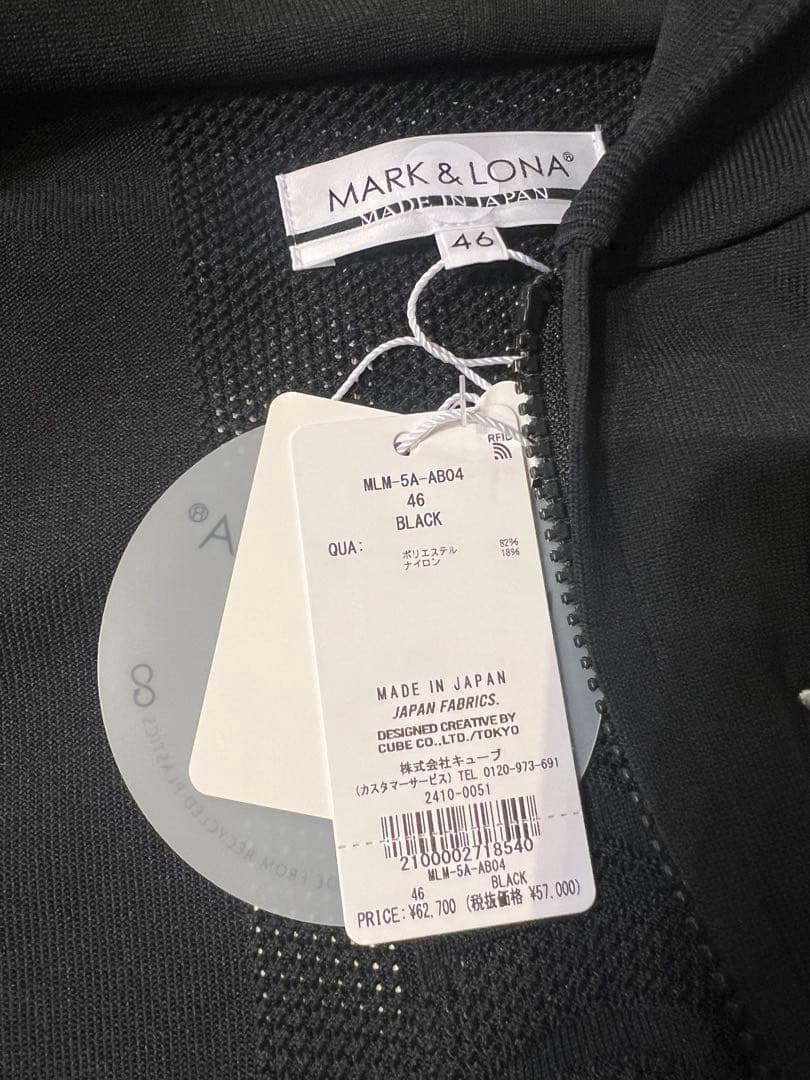 MARK & LONA®
MADE IN JAPAN
46
RFID
MLM-5A-AB04
46
BLACK
QUA: ポリエステル 82%
ナイロン 18%
MADE IN JAPAN
JAPAN FABRICS.
DESIGNED CREATIVE BY
CUBE CO.,LTD./TOKYO
株式会社キューブ
(カスタマーサービス) TEL 0120-973-691
2410-0051
2100002718540
MLM-5A-AB04
46 BLACK
PRICE:¥62,700 (税抜価格 ¥57,000)
A®
FROM RECYCLED PLASTICS